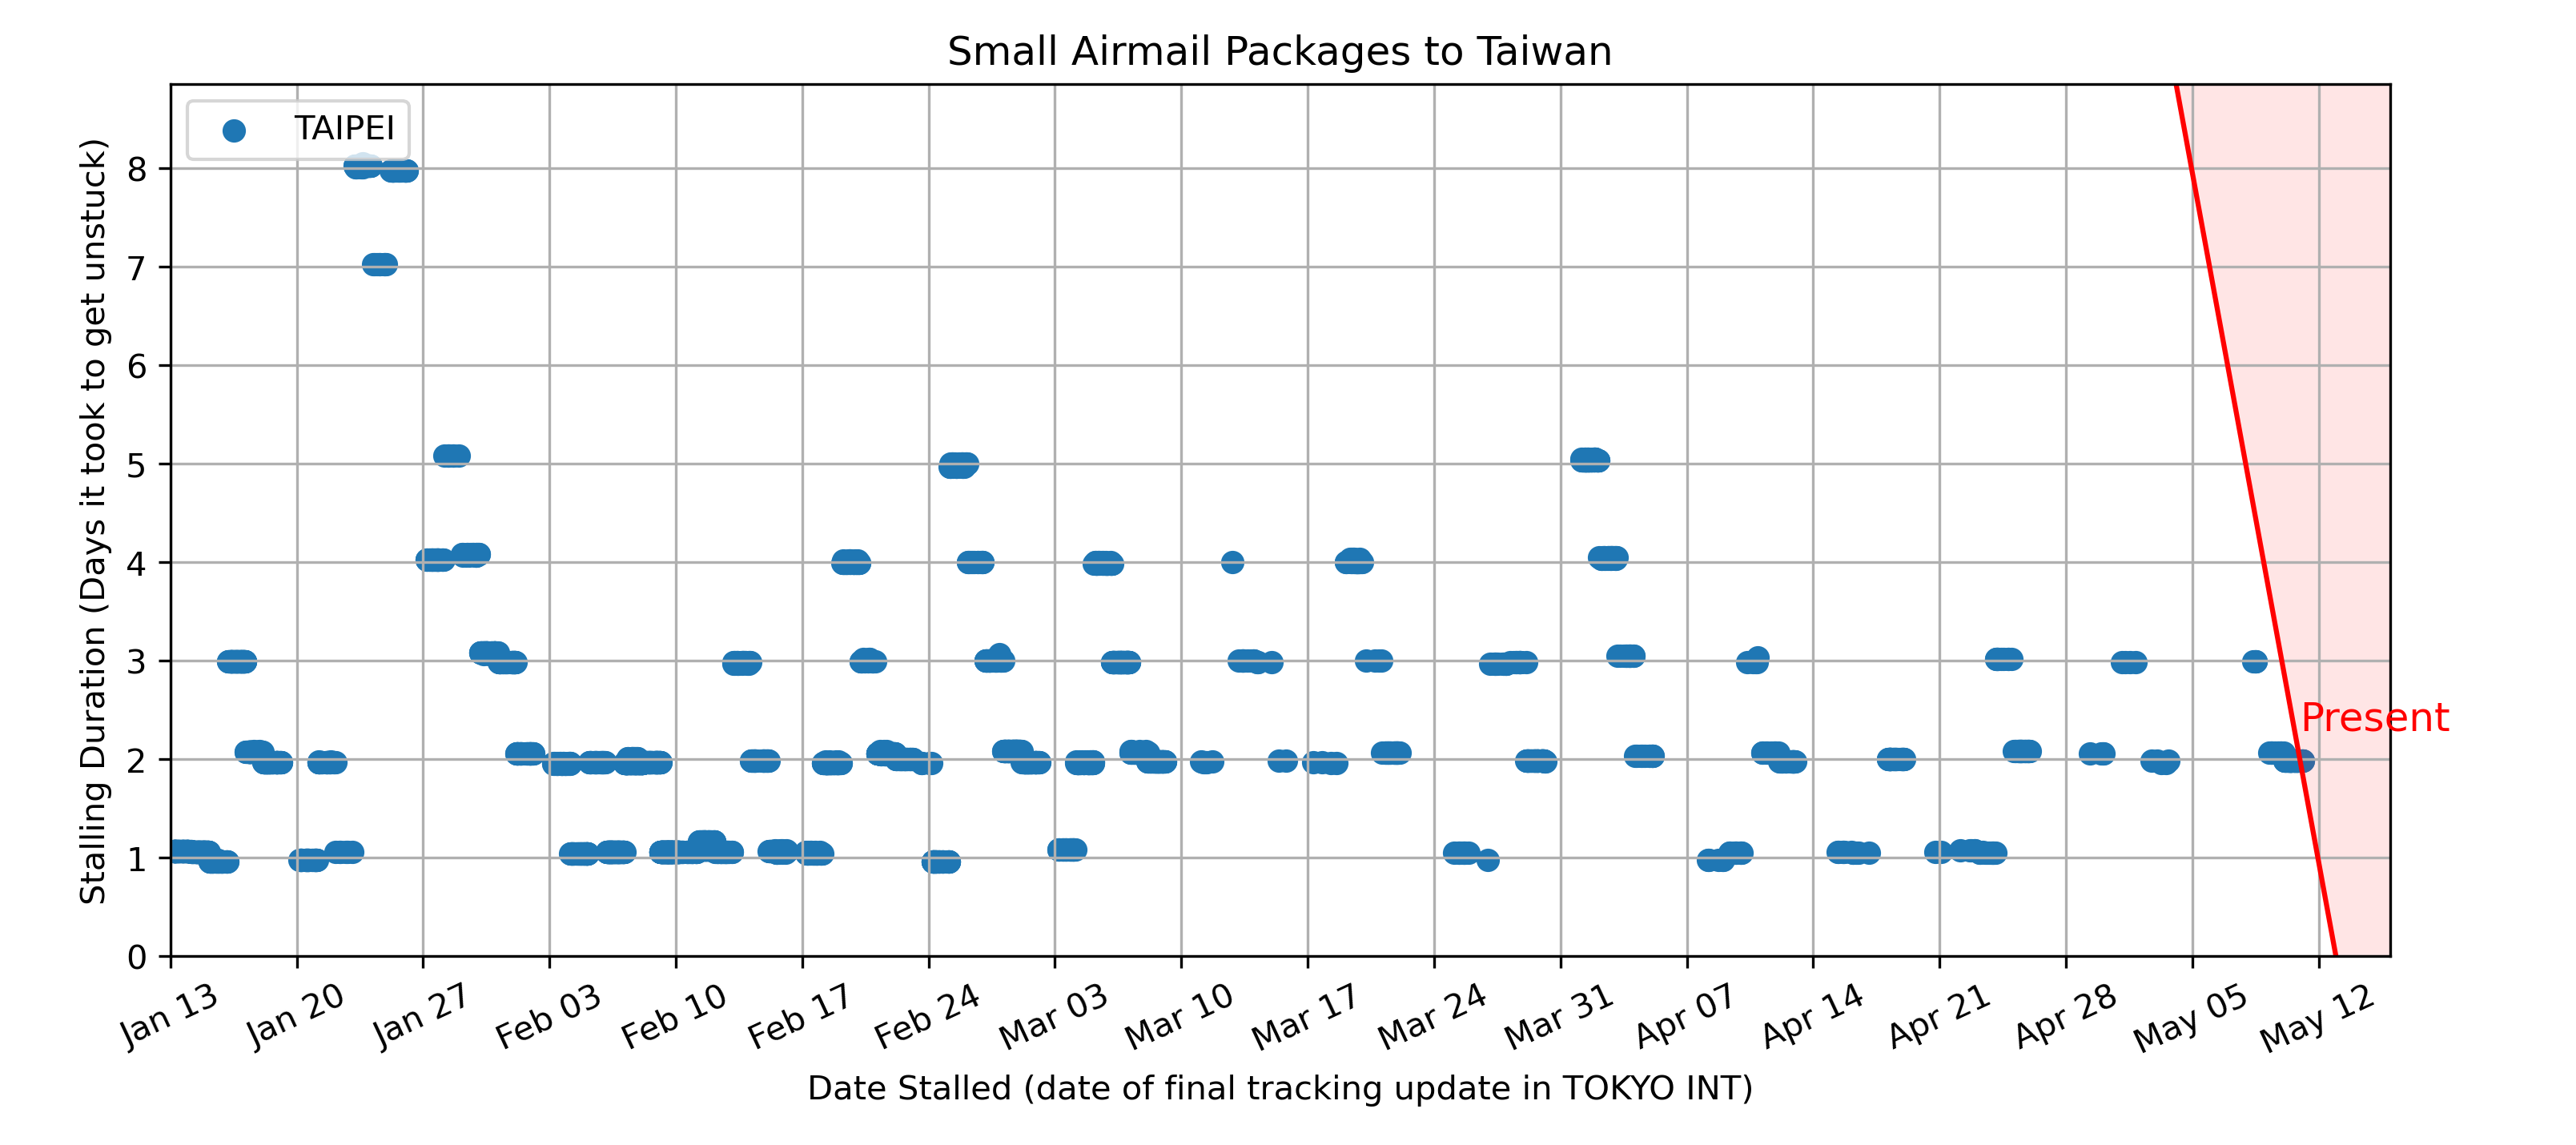 Small Airmail Packages to Taiwan
TAIPEI
Stalling Duration (Days it took to get unstuck)
8
7
6
5
4
3
2
1
0
Present
Jan 13
Jan 20
Jan 27
Feb 03
Feb 10
Feb 17
Feb 24
Mar 03
Mar 10
Mar 17
Mar 24
Mar 31
Apr 07
Apr 14
Apr 21
Apr 28
May 05
May 12
Date Stalled (date of final tracking update in TOKYO INT)